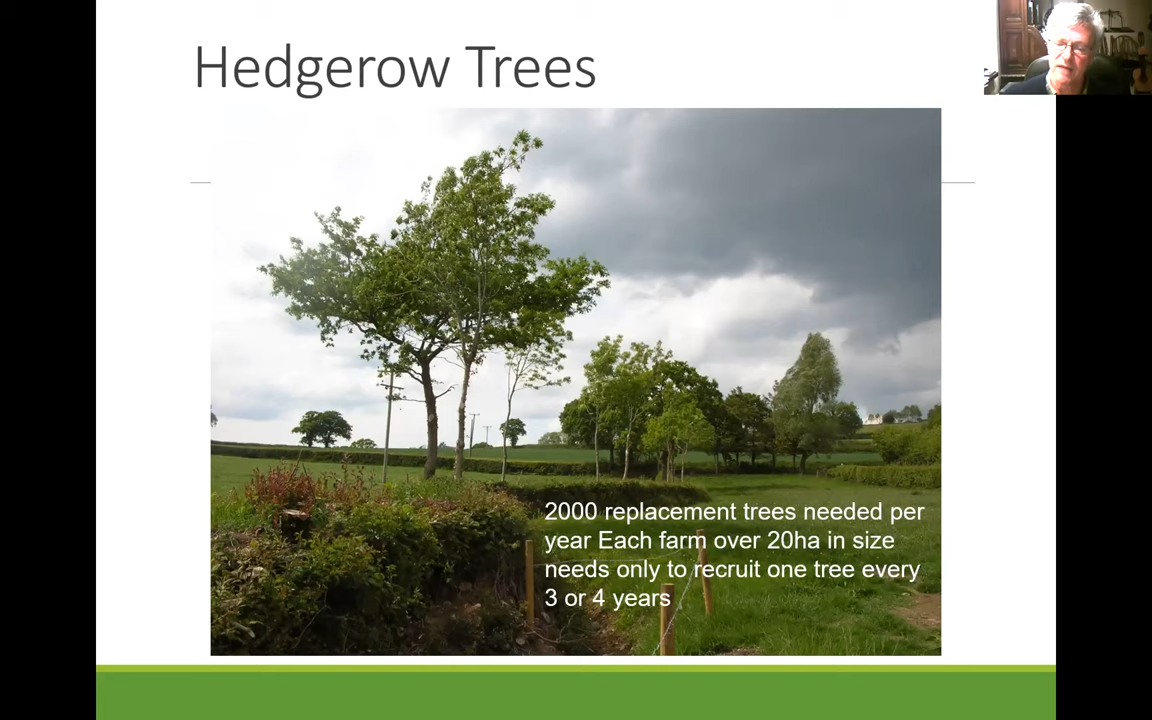 Hedgerow Trees
2000 replacement trees needed per
year Each farm over 20ha in size
needs only to recruit one tree every
3 or 4 years